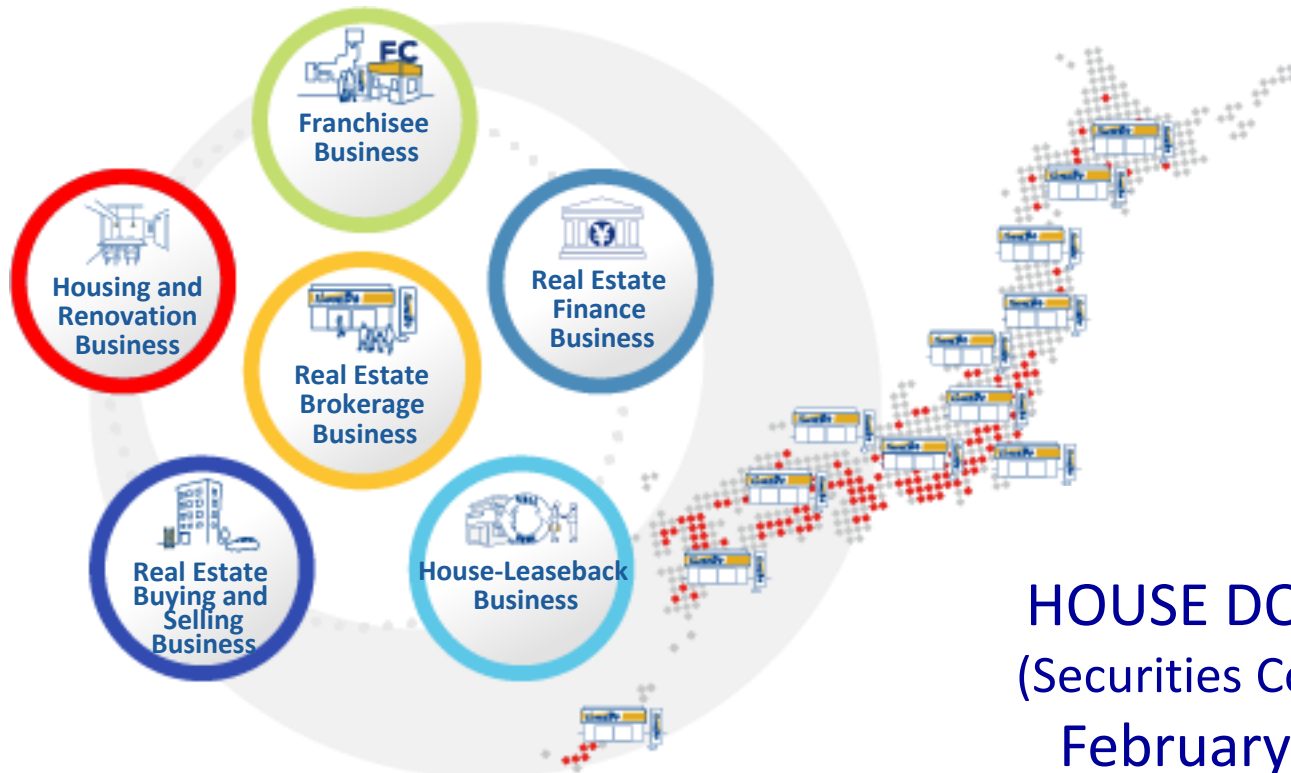 FC
Franchisee
Business
Housing and
Renovation
Business
Real Estate
Finance
Business
Real Estate
Brokerage
Business
Real Estate
Buying and
Selling
Business
House-Leaseback
Business
HOUSE DO
(Securities Co
February